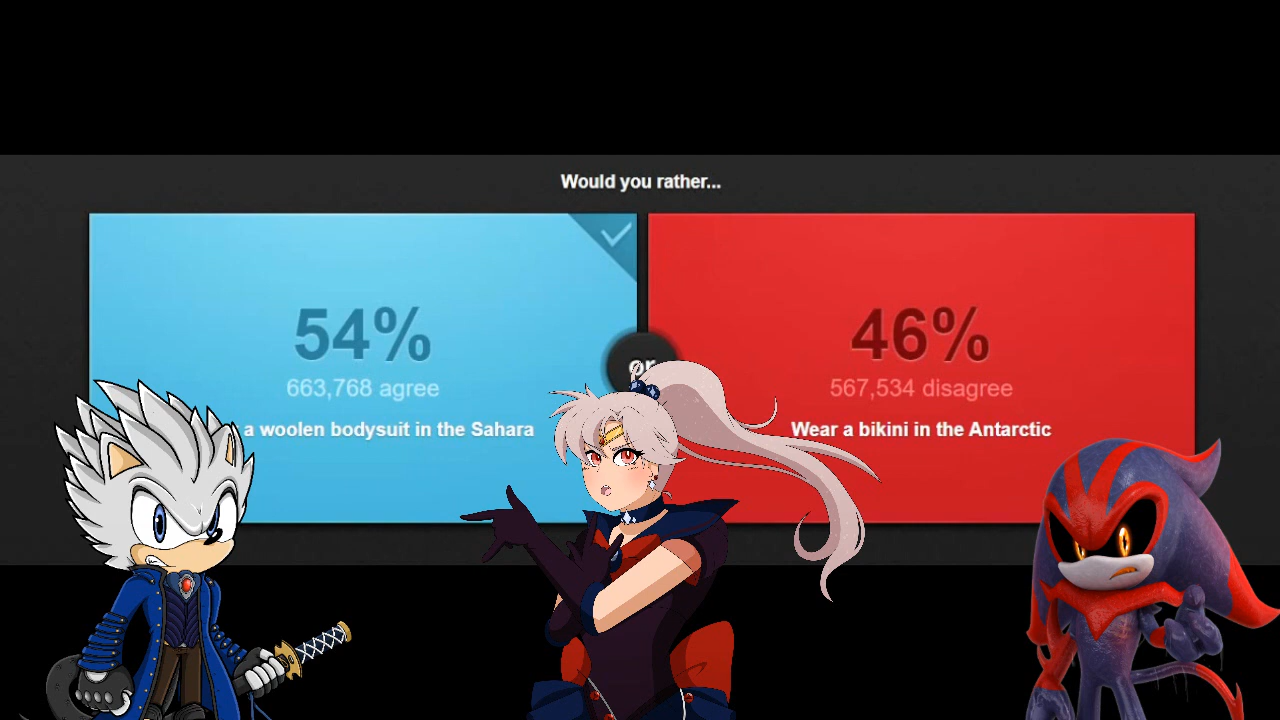 Would you rather...
54%
663,768 agree
a woolen bodysuit in the Sahara
or
46%
567,534 disagree
Wear a bikini in the Antarctic